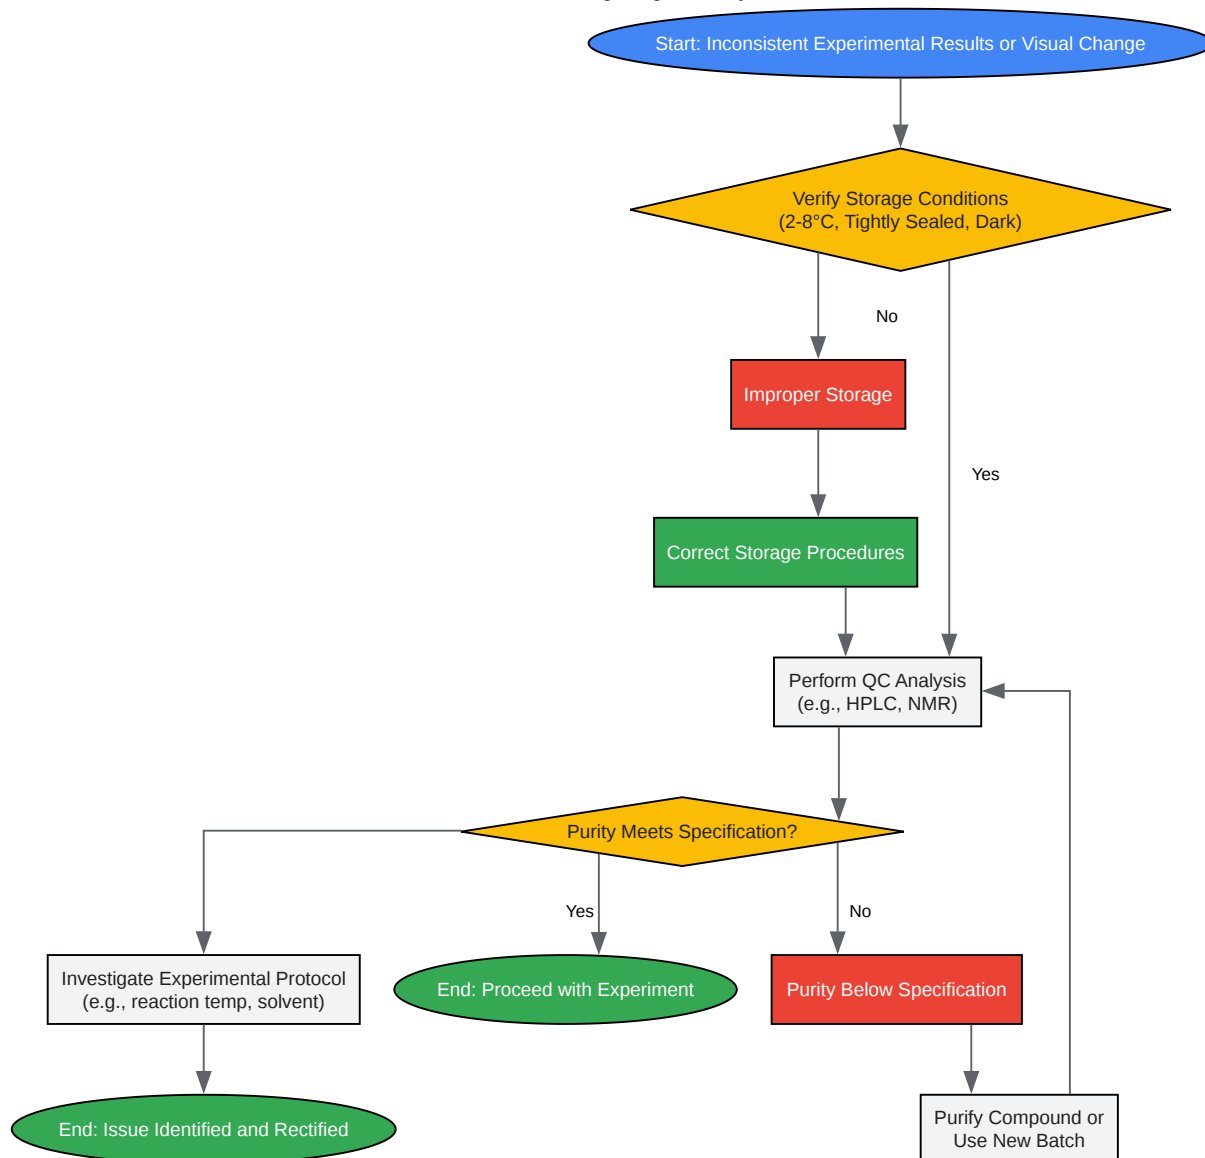 Start: Inconsistent Experimental Results or Visual Change
Verify Storage Conditions
(2-8°C, Tightly Sealed, Dark)
No
Improper Storage
Yes
Correct Storage Procedures
Perform QC Analysis
(e.g., HPLC, NMR)
Purity Meets Specification?
Yes
No
Investigate Experimental Protocol
(e.g., reaction temp, solvent)
End: Proceed with Experiment
Purity Below Specification
End: Issue Identified and Rectified
Purify Compound or
Use New Batch